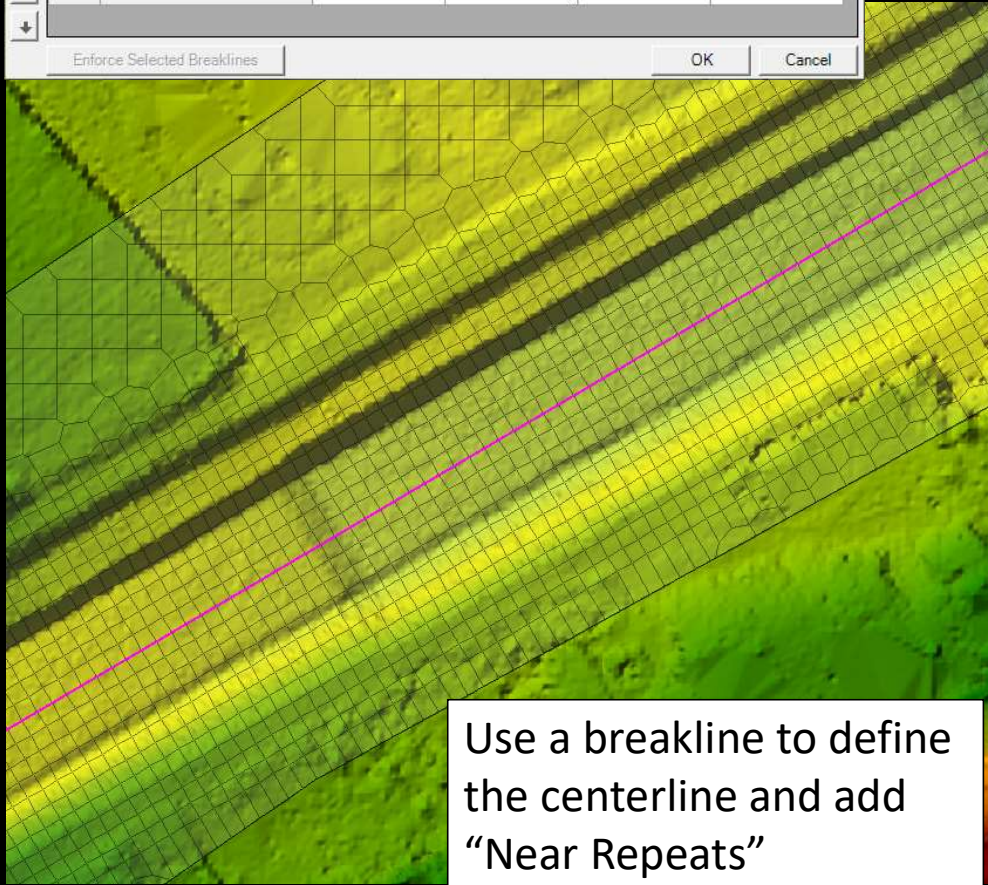 Enforce Selected Breaklines OK Cancel
Use a breakline to define
the centerline and add
“Near Repeats”